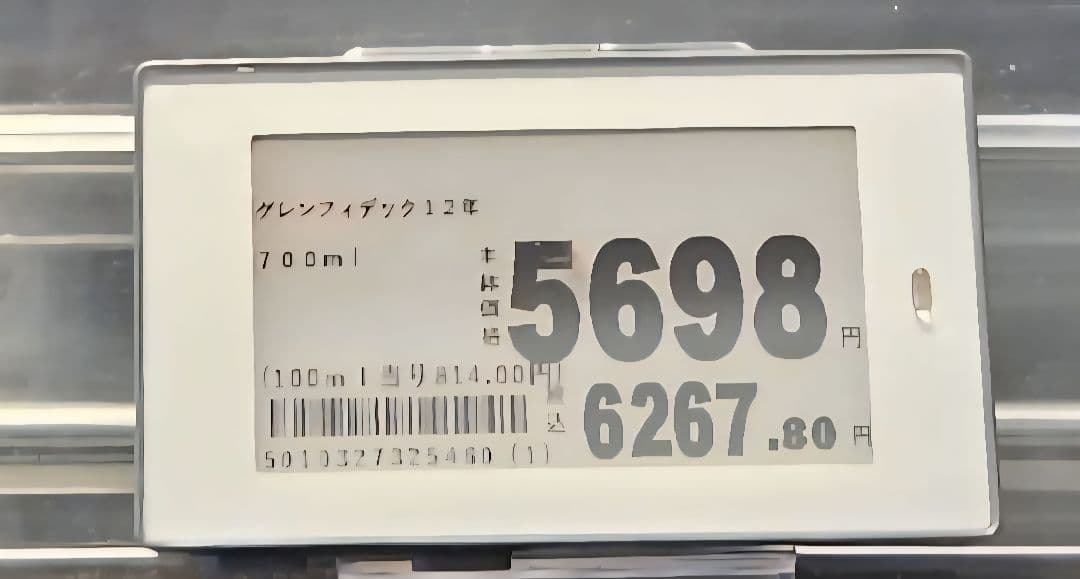 グレンフィデック12年
700ml
本体価格
5698円
(100ml当り814.00円)
税込
6267.80円
5010327325460 (1)